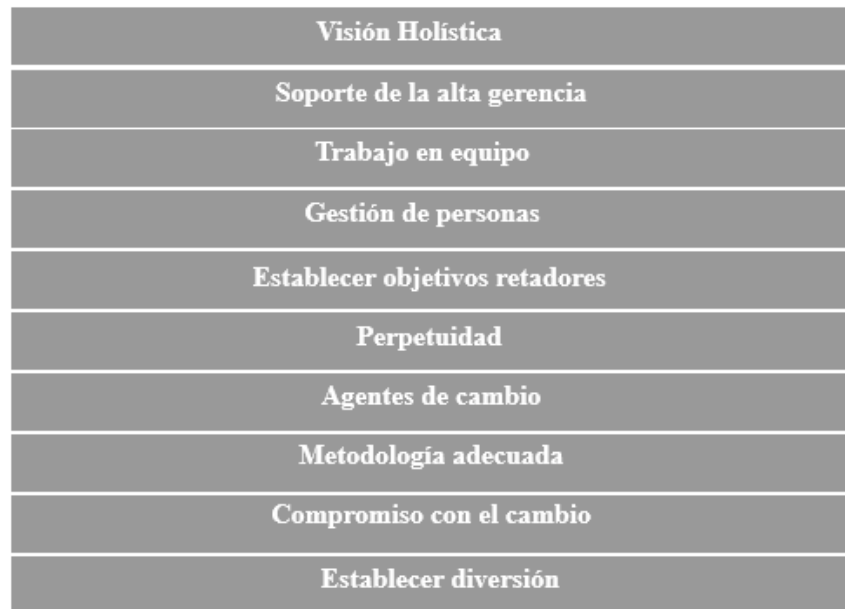 Visión Holística
Soporte de la alta gerencia
Trabajo en equipo
Gestión de personas
Establecer objetivos retadores
Perpetuidad
Agentes de cambio
Metodología adecuada
Compromiso con el cambio
Establecer diversión